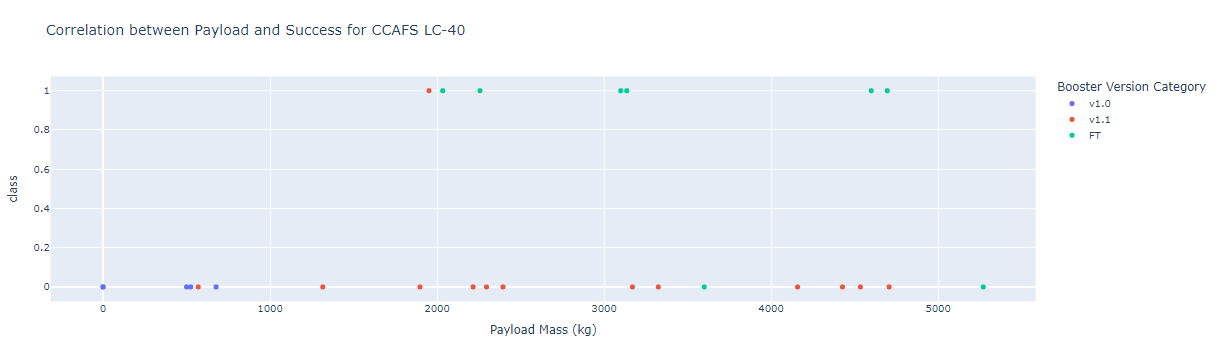 Correlation between Payload and Success for CCAFS LC-40
Booster Version Category
v1.0
v1.1
FT
class
1
0.8
0.6
0.4
0.2
0
0 1000 2000 3000 4000 5000
Payload Mass (kg)